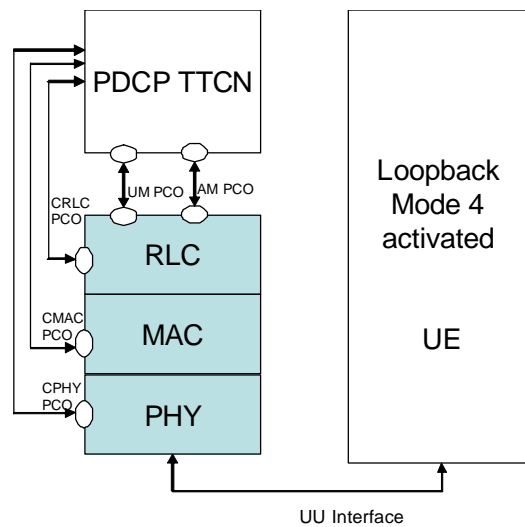 PDCP TTCN
UM PCO
AM PCO
CRLC
PCO
RLC
CMAC
PCO
MAC
CPHY
PCO
PHY
Loopback
Mode 4
activated
UE
UU Interface